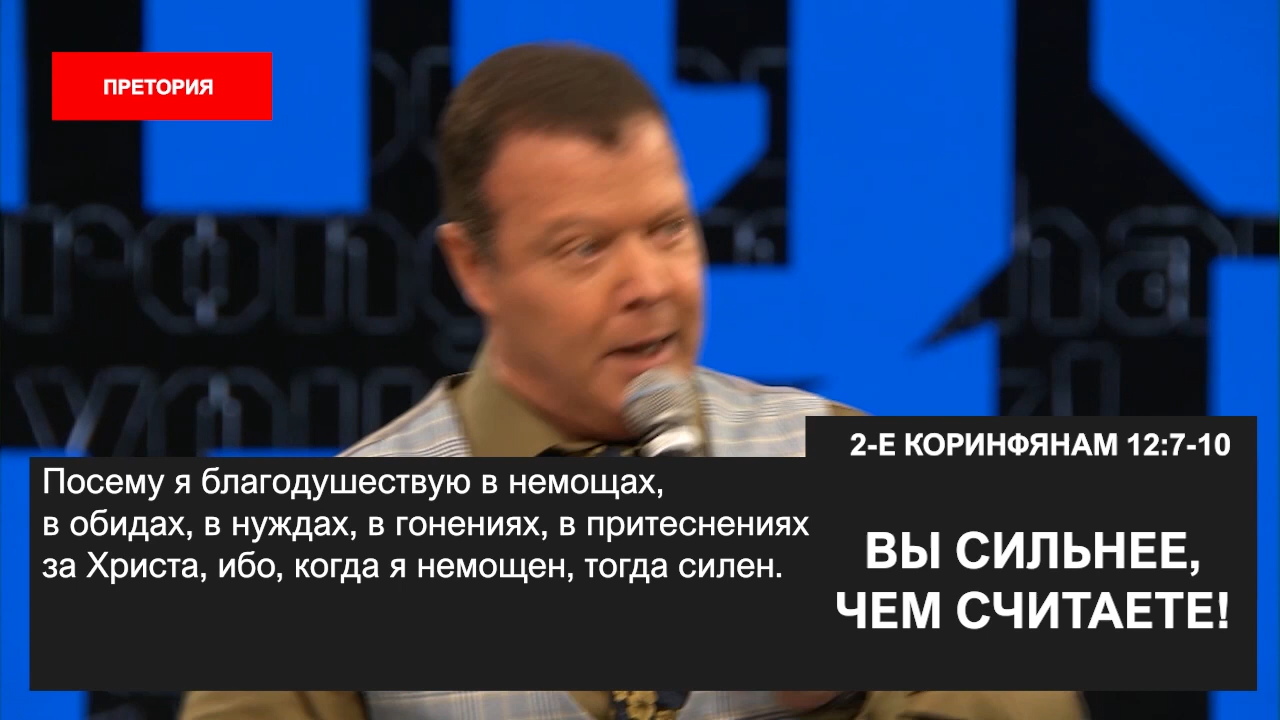 ПРЕТОРИЯ
2-Е КОРИНФЯНАМ 12:7-10
Посему я благодушествую в немощах,
в обидах, в нуждах, в гонениях, в притеснениях
за Христа, ибо, когда я немощен, тогда силен.
ВЫ СИЛЬНЕЕ,
ЧЕМ СЧИТАЕТЕ!